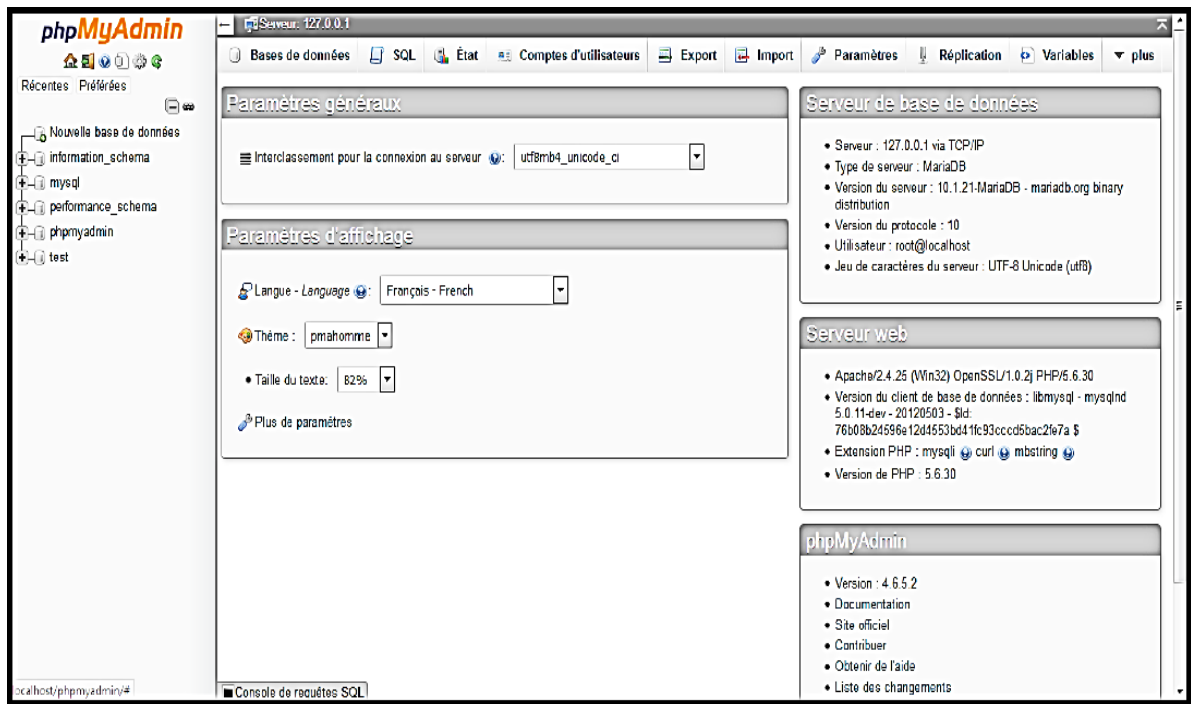 phpMyAdmin
Récentes Préférées
Nouvelle base de données
information_schema
mysql
performance_schema
phpmyadmin
test
ocalhost/phpmyadmin/#
Serveur: 127.0.0.1
Bases de données SQL État Comptes d'utilisateurs Export Import Paramètres Réplication Variables plus
Paramètres généraux
Interclassement pour la connexion au serveur : utf8mb4_unicode_ci
Paramètres d'affichage
Langue - Language : Français - French
Thème : pmahomme
Taille du texte: 82%
Plus de paramètres
Console de requêtes SQL
Serveur de base de données
Serveur : 127.0.0.1 via TCP/IP
Type de serveur : MariaDB
Version du serveur : 10.1.21-MariaDB - mariadb.org binary
distribution
Version du protocole : 10
Utilisateur : root@localhost
Jeu de caractères du serveur : UTF-8 Unicode (utf8)
Serveur web
Apache/2.4.25 (Win32) OpenSSL/1.0.2j PHP/5.6.30
Version du client de base de données : libmysql - mysqlnd
5.0.11-dev - 20120503 - $Id:
76b08b24596e12d4553bd41fc93cccd5bac2fe7a $
Extension PHP : mysqli curl mbstring
Version de PHP : 5.6.30
phpMyAdmin
Version : 4.6.5.2
Documentation
Site officiel
Contribuer
Obtenir de l'aide
Liste des changements